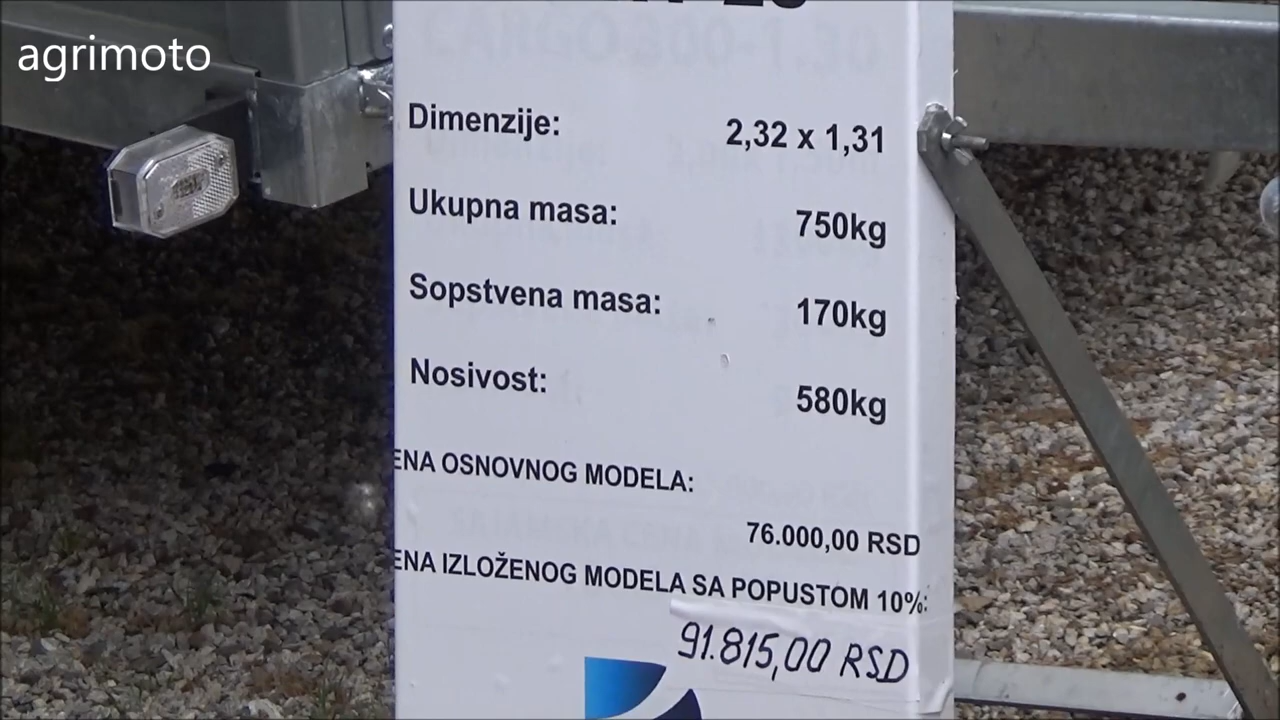 agrimoto
Dimenzije: 2,32 x 1,31
Ukupna masa: 750kg
Sopstvena masa: 170kg
Nosivost: 580kg
ENA OSNOVNOG MODELA:
76.000,00 RSD
ENA IZLOŽENOG MODELA SA POPUSTOM 10%:
91.815,00 RSD